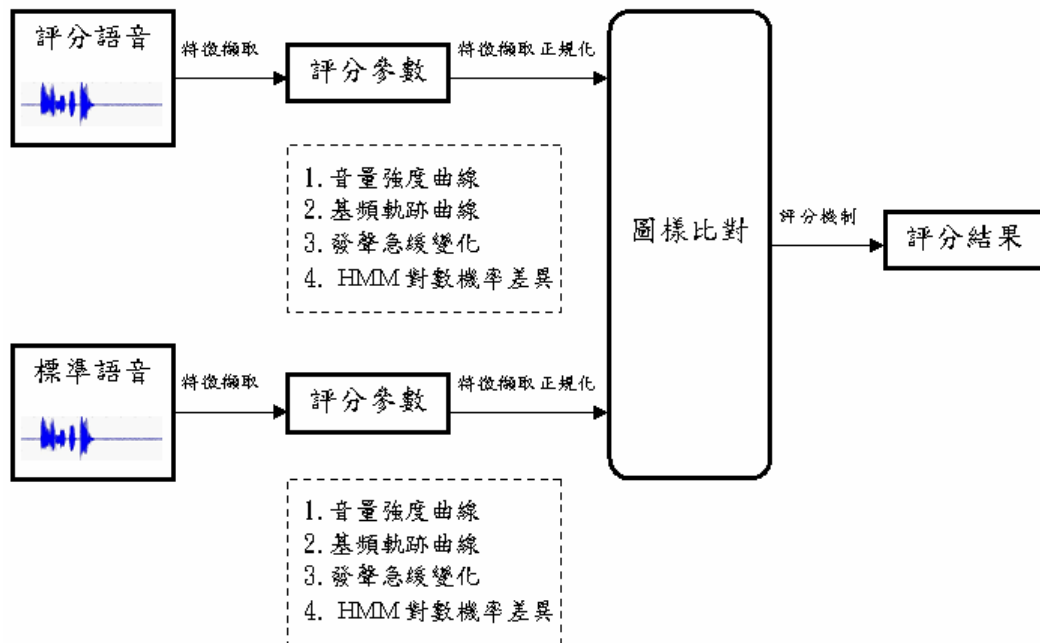 評分語音
特徵擷取
評分參數
特徵擷取 正規化
1. 音量強度曲線
2. 基頻軌跡曲線
3. 發聲急緩變化
4. HMM 對數機率差異
圖樣比對
評分機制
評分結果
標準語音
特徵擷取
評分參數
特徵擷取 正規化
1. 音量強度曲線
2. 基頻軌跡曲線
3. 發聲急緩變化
4. HMM 對數機率差異